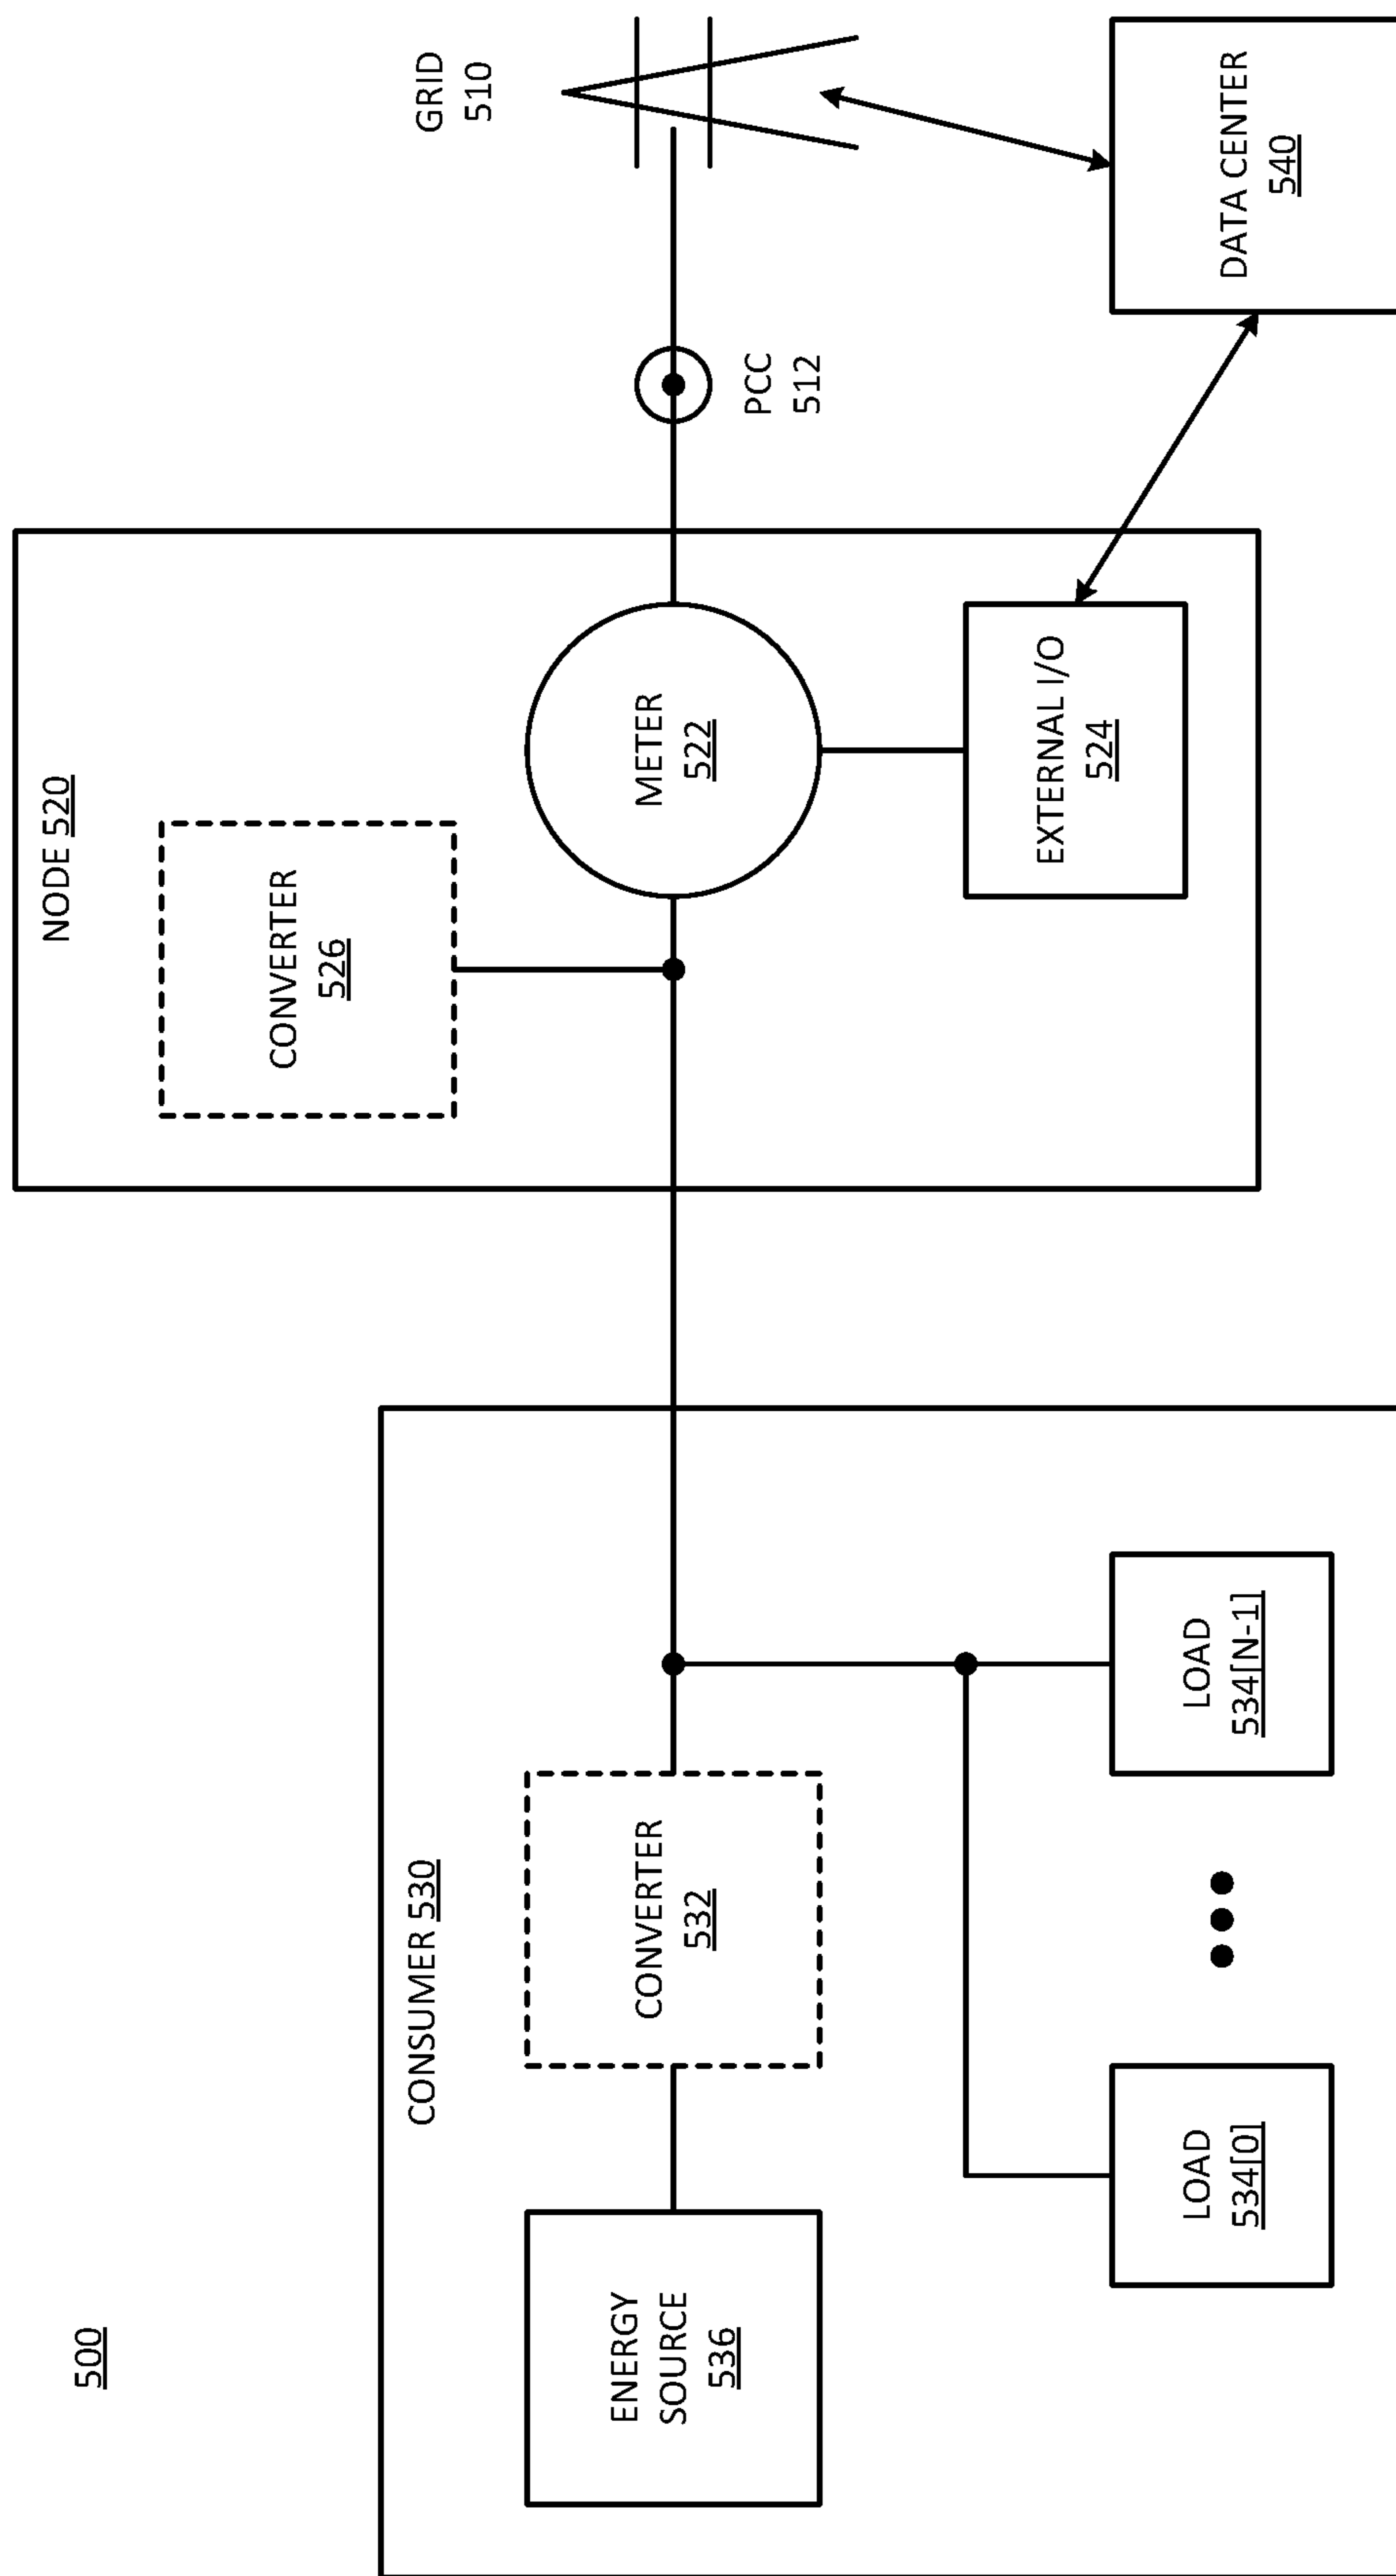 500
CONSUMER 530
ENERGY
SOURCE
536
CONVERTER
532
LOAD
534[0]
LOAD
534[N-1]
NODE 520
CONVERTER
526
METER
522
EXTERNAL I/O
524
PCC
512
GRID
510
DATA CENTER
540